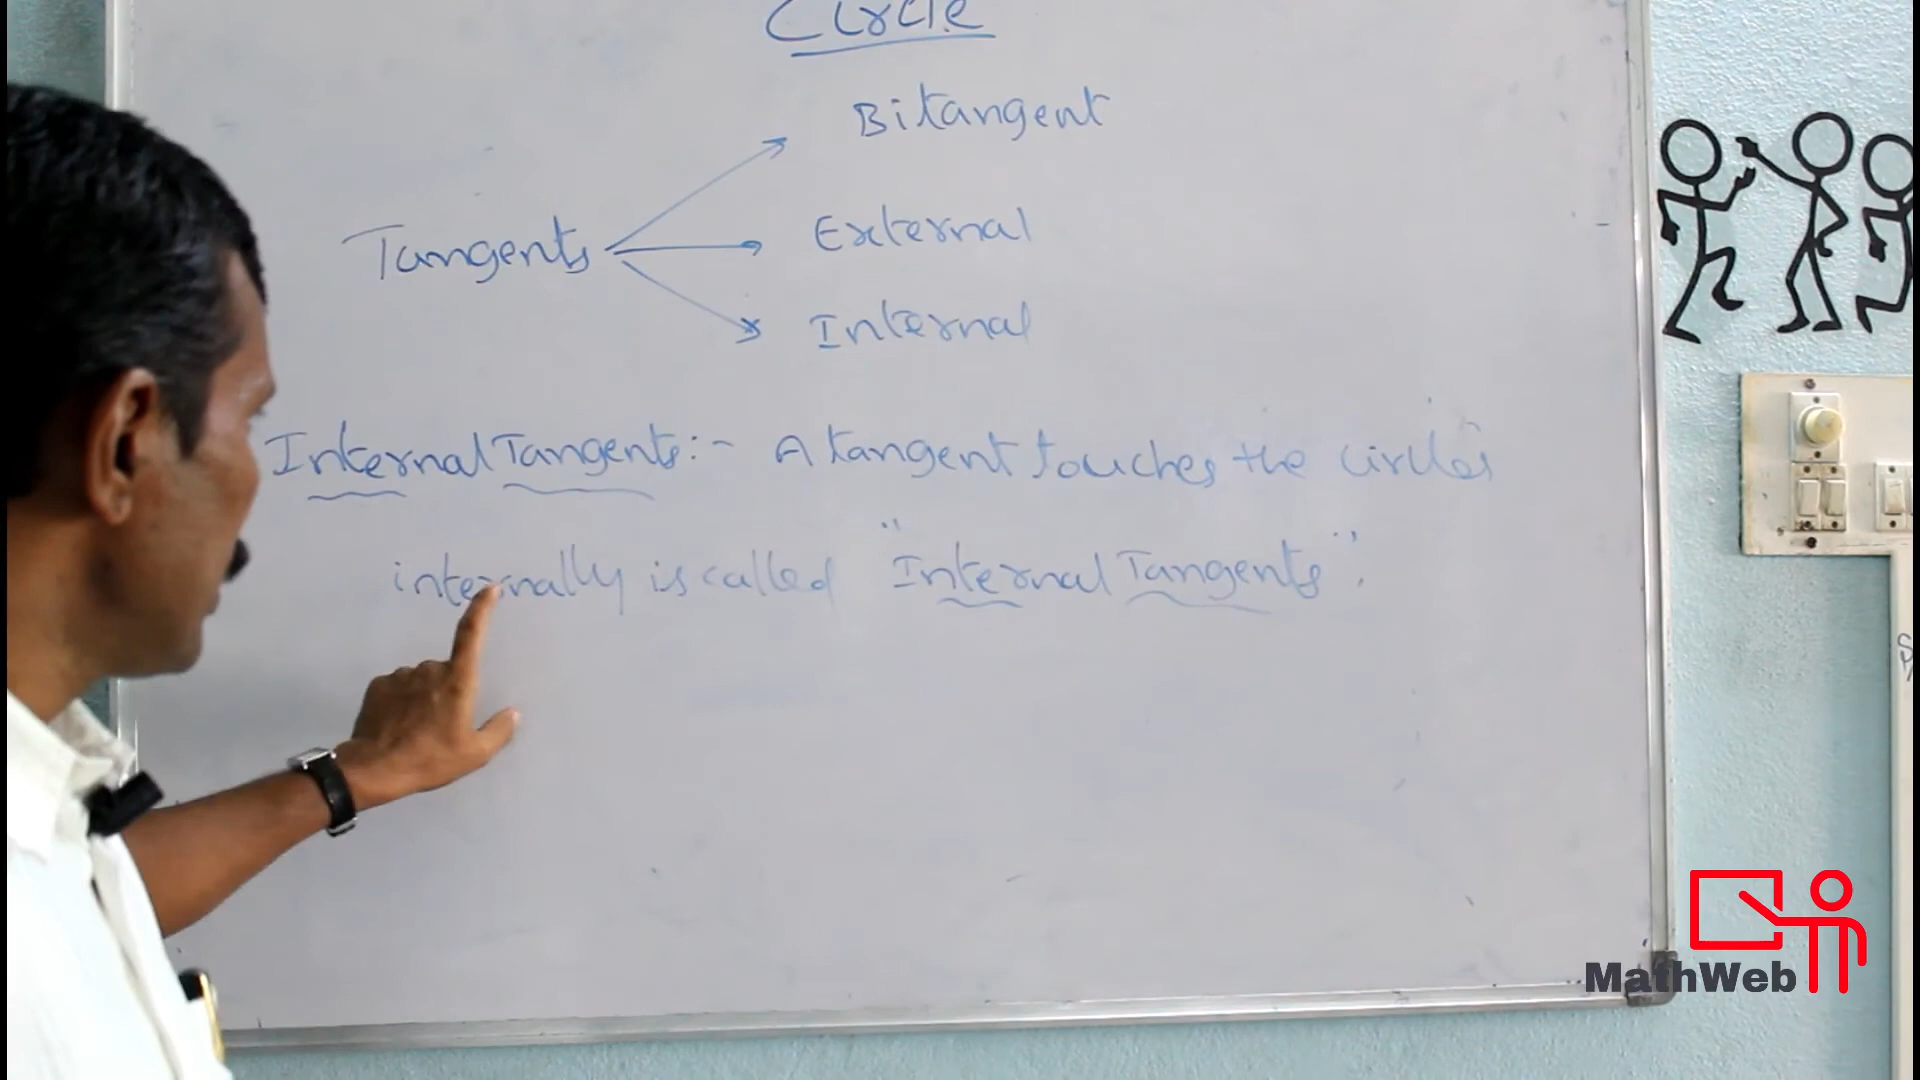 Circle
Bitangent
Tangents
External
Internal
Internal Tangents:- A tangent touches the circles
internally is called "Internal Tangents".
MathWeb